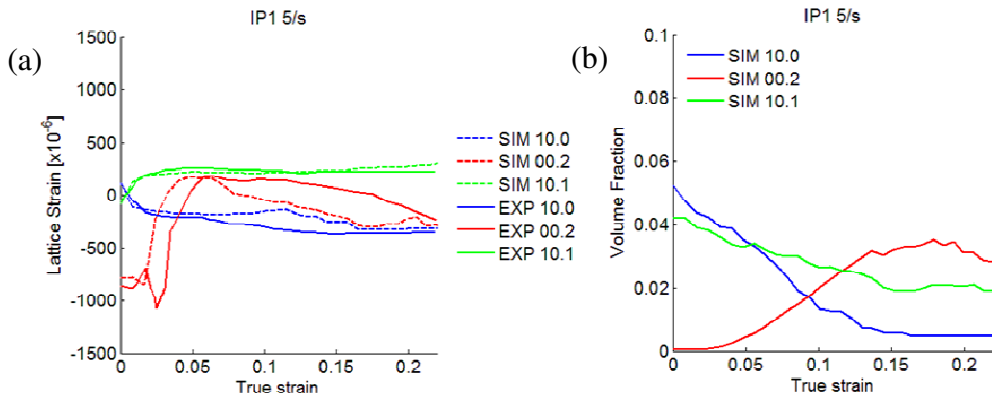 IP1 5/s
(a)
1500
1000
500
0
-500
-1000
-1500
Lattice Strain [x10⁻⁶]
0 0.05 0.1 0.15 0.2
True strain
SIM 10.0
SIM 00.2
SIM 10.1
EXP 10.0
EXP 00.2
EXP 10.1
IP1 5/s
(b)
0.1
0.08
0.06
0.04
0.02
0
Volume Fraction
0 0.05 0.1 0.15 0.2
True strain
SIM 10.0
SIM 00.2
SIM 10.1